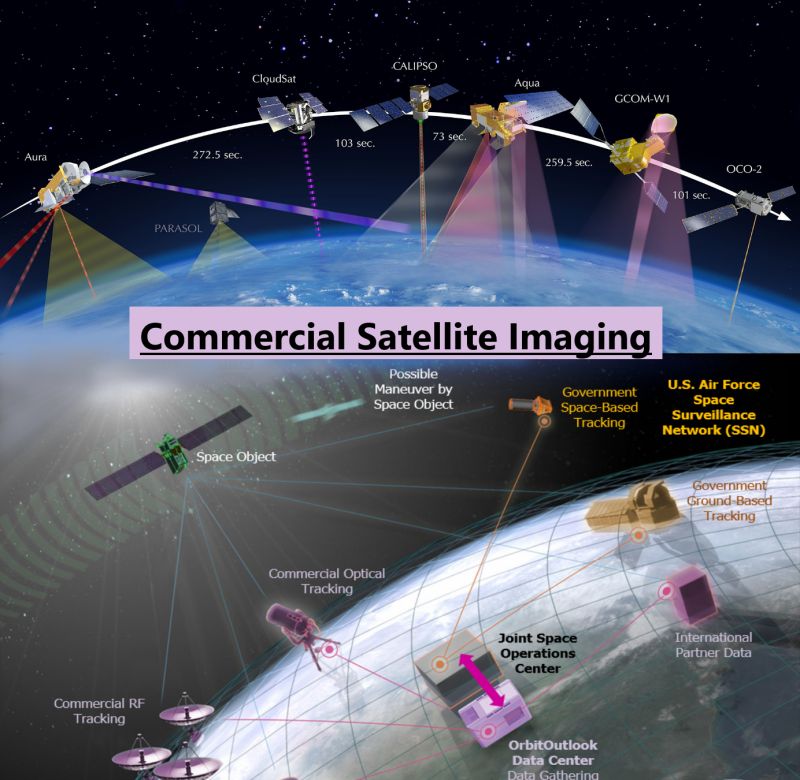 CALIPSO
CloudSat
Aqua
GCOM-W1
Aura
272.5 sec.
103 sec.
73 sec.
259.5 sec.
101 sec.
OCO-2
PARASOL
Commercial Satellite Imaging
Possible
Maneuver by
Space Object
Government
Space-Based
Tracking
U.S. Air Force
Space
Surveillance
Network (SSN)
Space Object
Government
Ground-Based
Tracking
Commercial Optical
Tracking
Joint Space
Operations
Center
International
Partner Data
Commercial RF
Tracking
OrbitOutlook
Data Center
Data Gathering